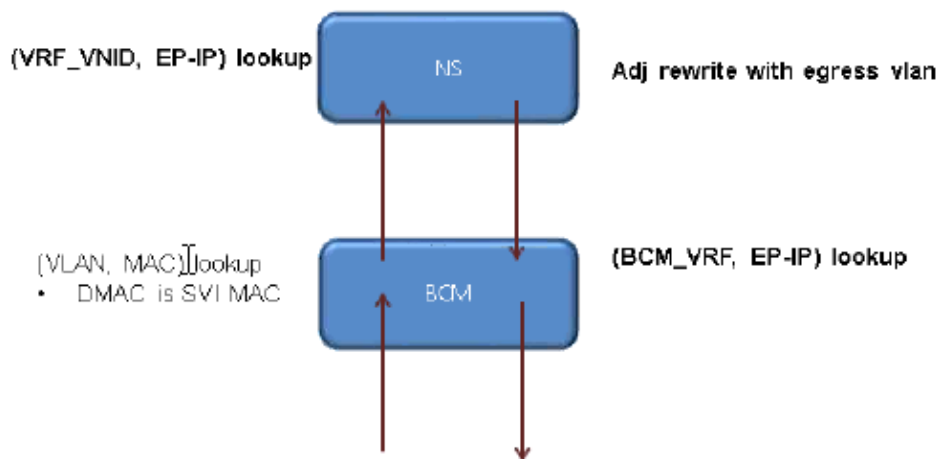 (VRF_VNID, EP-IP) lookup
NS
Adj rewrite with egress vlan
(VLAN, MAC) lookup
• DMAC is SVI MAC
BCM
(BCM_VRF, EP-IP) lookup